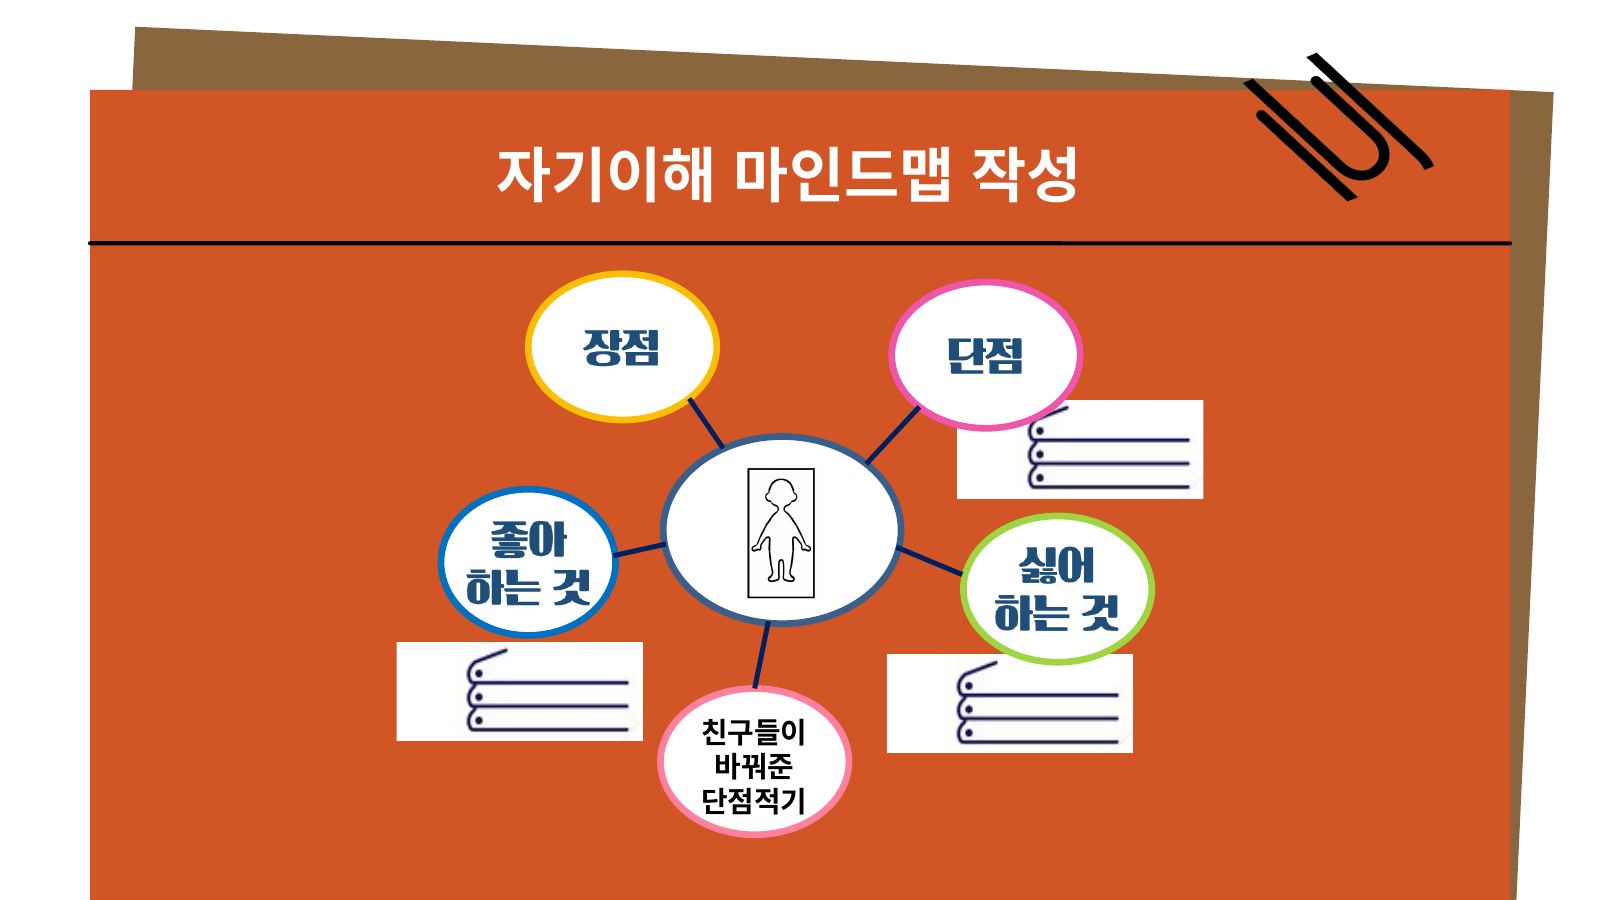 자기이해 마인드맵 작성
장점
단점
좋아
하는 것
싫어
하는 것
친구들이
바꿔준
단점적기